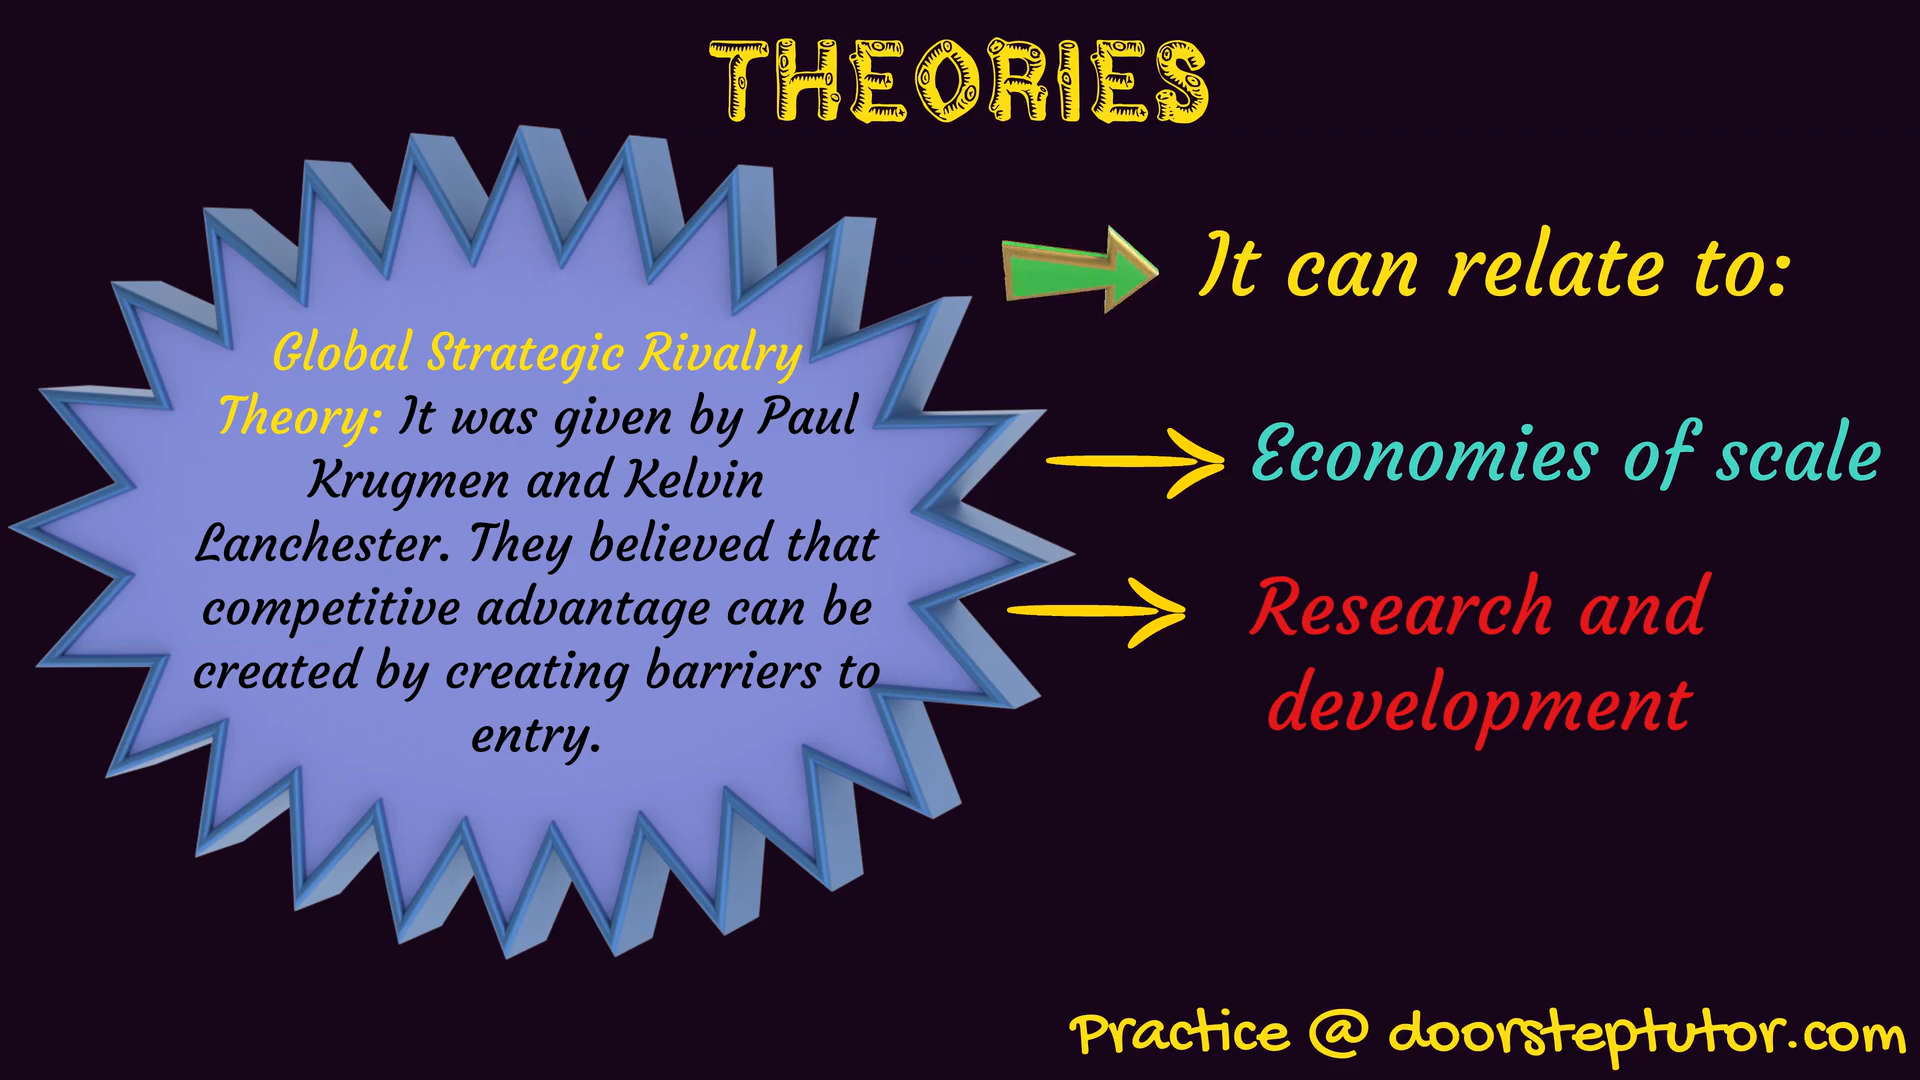 THEORIES
Global Strategic Rivalry
Theory: It was given by Paul
Krugmen and Kelvin
Lanchester. They believed that
competitive advantage can be
created by creating barriers to
entry.
It can relate to:
Economies of scale
Research and
development
Practice @ doorsteptutor.com